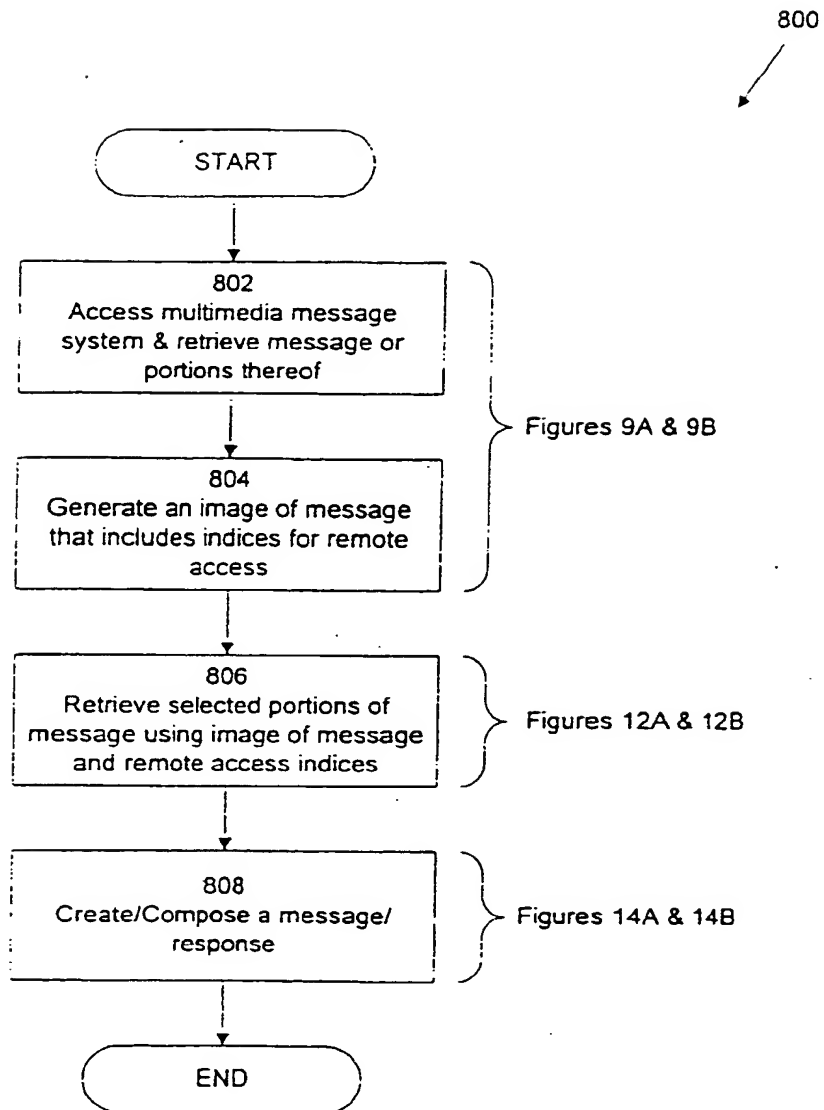 800
START
802
Access multimedia message
system & retrieve message or
portions thereof
Figures 9A & 9B
804
Generate an image of message
that includes indices for remote
access
806
Retrieve selected portions of
message using image of message
and remote access indices
Figures 12A & 12B
808
Create/Compose a message/
response
Figures 14A & 14B
END